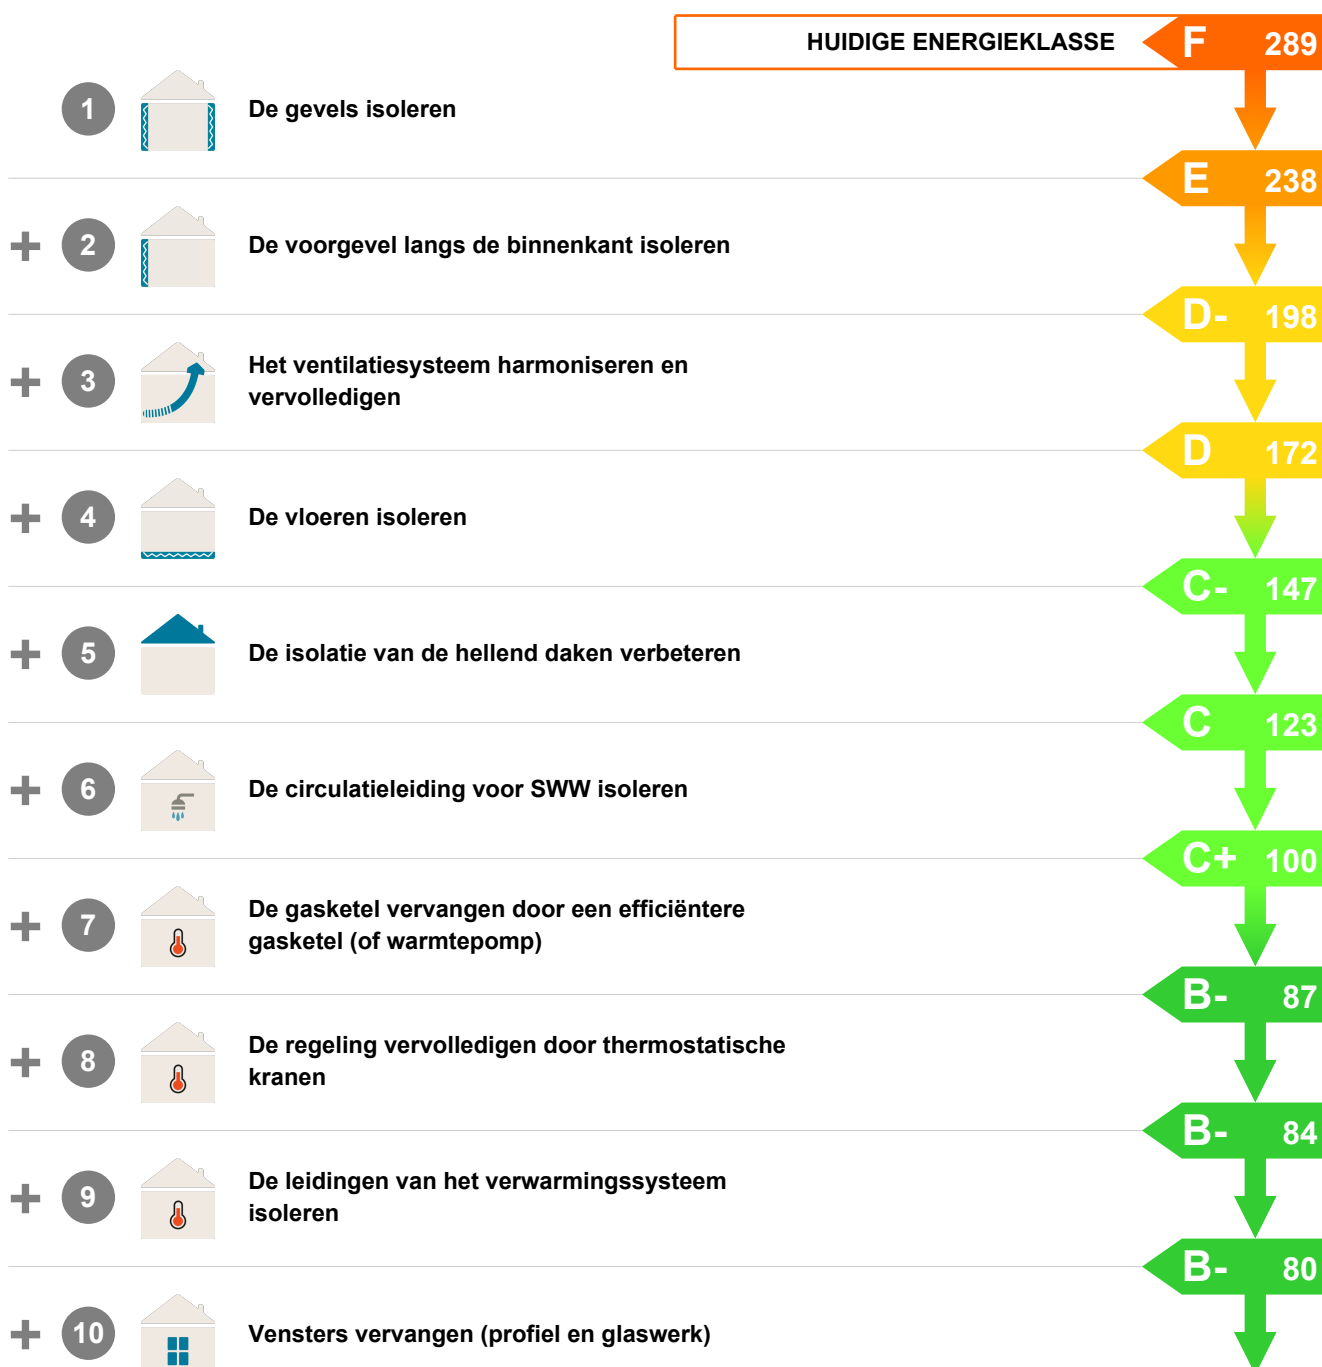 HUIDIGE ENERGIEKLASSE F 289
1 De gevels isoleren
E 238
+ 2 De voorgevel langs de binnenkant isoleren
D- 198
+ 3 Het ventilatiesysteem harmoniseren en
vervolledigen
D 172
+ 4 De vloeren isoleren
C- 147
+ 5 De isolatie van de hellend daken verbeteren
C 123
+ 6 De circulatieleiding voor SWW isoleren
C+ 100
+ 7 De gasketel vervangen door een efficiëntere
gasketel (of warmtepomp)
B- 87
+ 8 De regeling vervolledigen door thermostatische
kranen
B- 84
+ 9 De leidingen van het verwarmingssysteem
isoleren
B- 80
+ 10 Vensters vervangen (profiel en glaswerk)